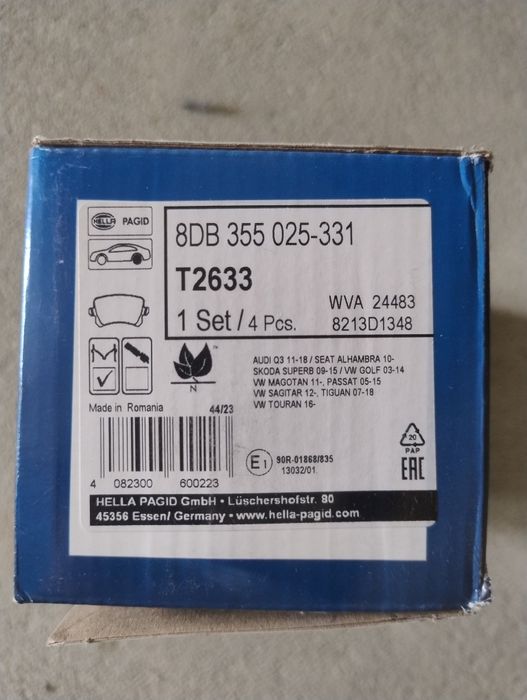 HELLA PAGID
8DB 355 025-331
T2633
WVA 24483
1 Set / 4 Pcs.
8213D1348
N
AUDI Q3 11-18 / SEAT ALHAMBRA 10-
SKODA SUPERB 09-15 / VW GOLF 03-14
VW MAGOTAN 11-, PASSAT 05-15
VW SAGITAR 12-, TIGUAN 07-18
VW TOURAN 16-
Made in Romania
44/23
4 082300 600223
E1
90R-01868/835
13032/01
20
PAP
EAC
HELLA PAGID GmbH • Lüschershofstr. 80
45356 Essen/ Germany • www.hella-pagid.com